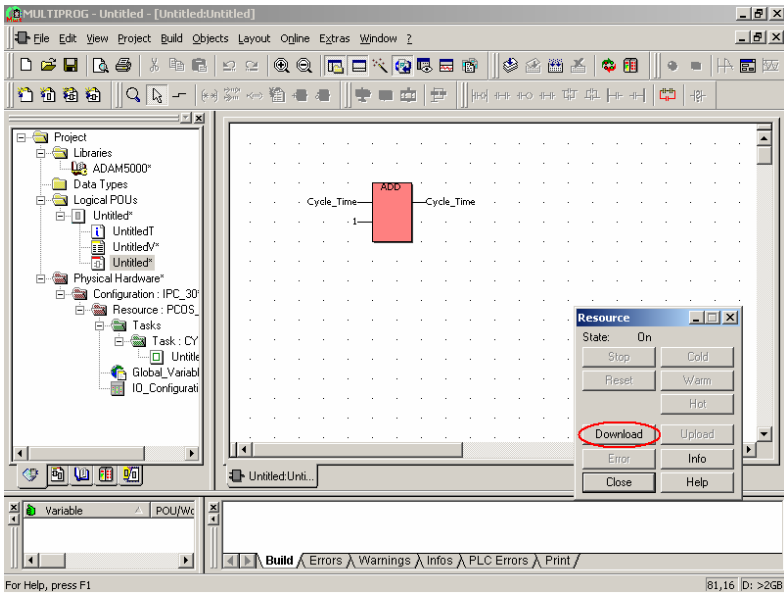 MULTIPROG - Untitled - [Untitled:Untitled]
File Edit View Project Build Objects Layout Online Extras Window ?
Project
Libraries
ADAM5000*
Data Types
Logical POUs
Untitled*
UntitledT
UntitledV*
Untitled*
Physical Hardware*
Configuration : IPC_30
Resource : PCOS_
Tasks
Task : CY
Untitle
Global_Variabl
IO_Configurati
ADD
Cycle_Time
Cycle_Time
1
Resource
State: On
Stop Cold
Reset Warm
Hot
Download Upload
Error Info
Close Help
Untitled:Unti...
Variable POU/Wo
Build Errors Warnings Infos PLC Errors Print
For Help, press F1
81,16 D: >2GB